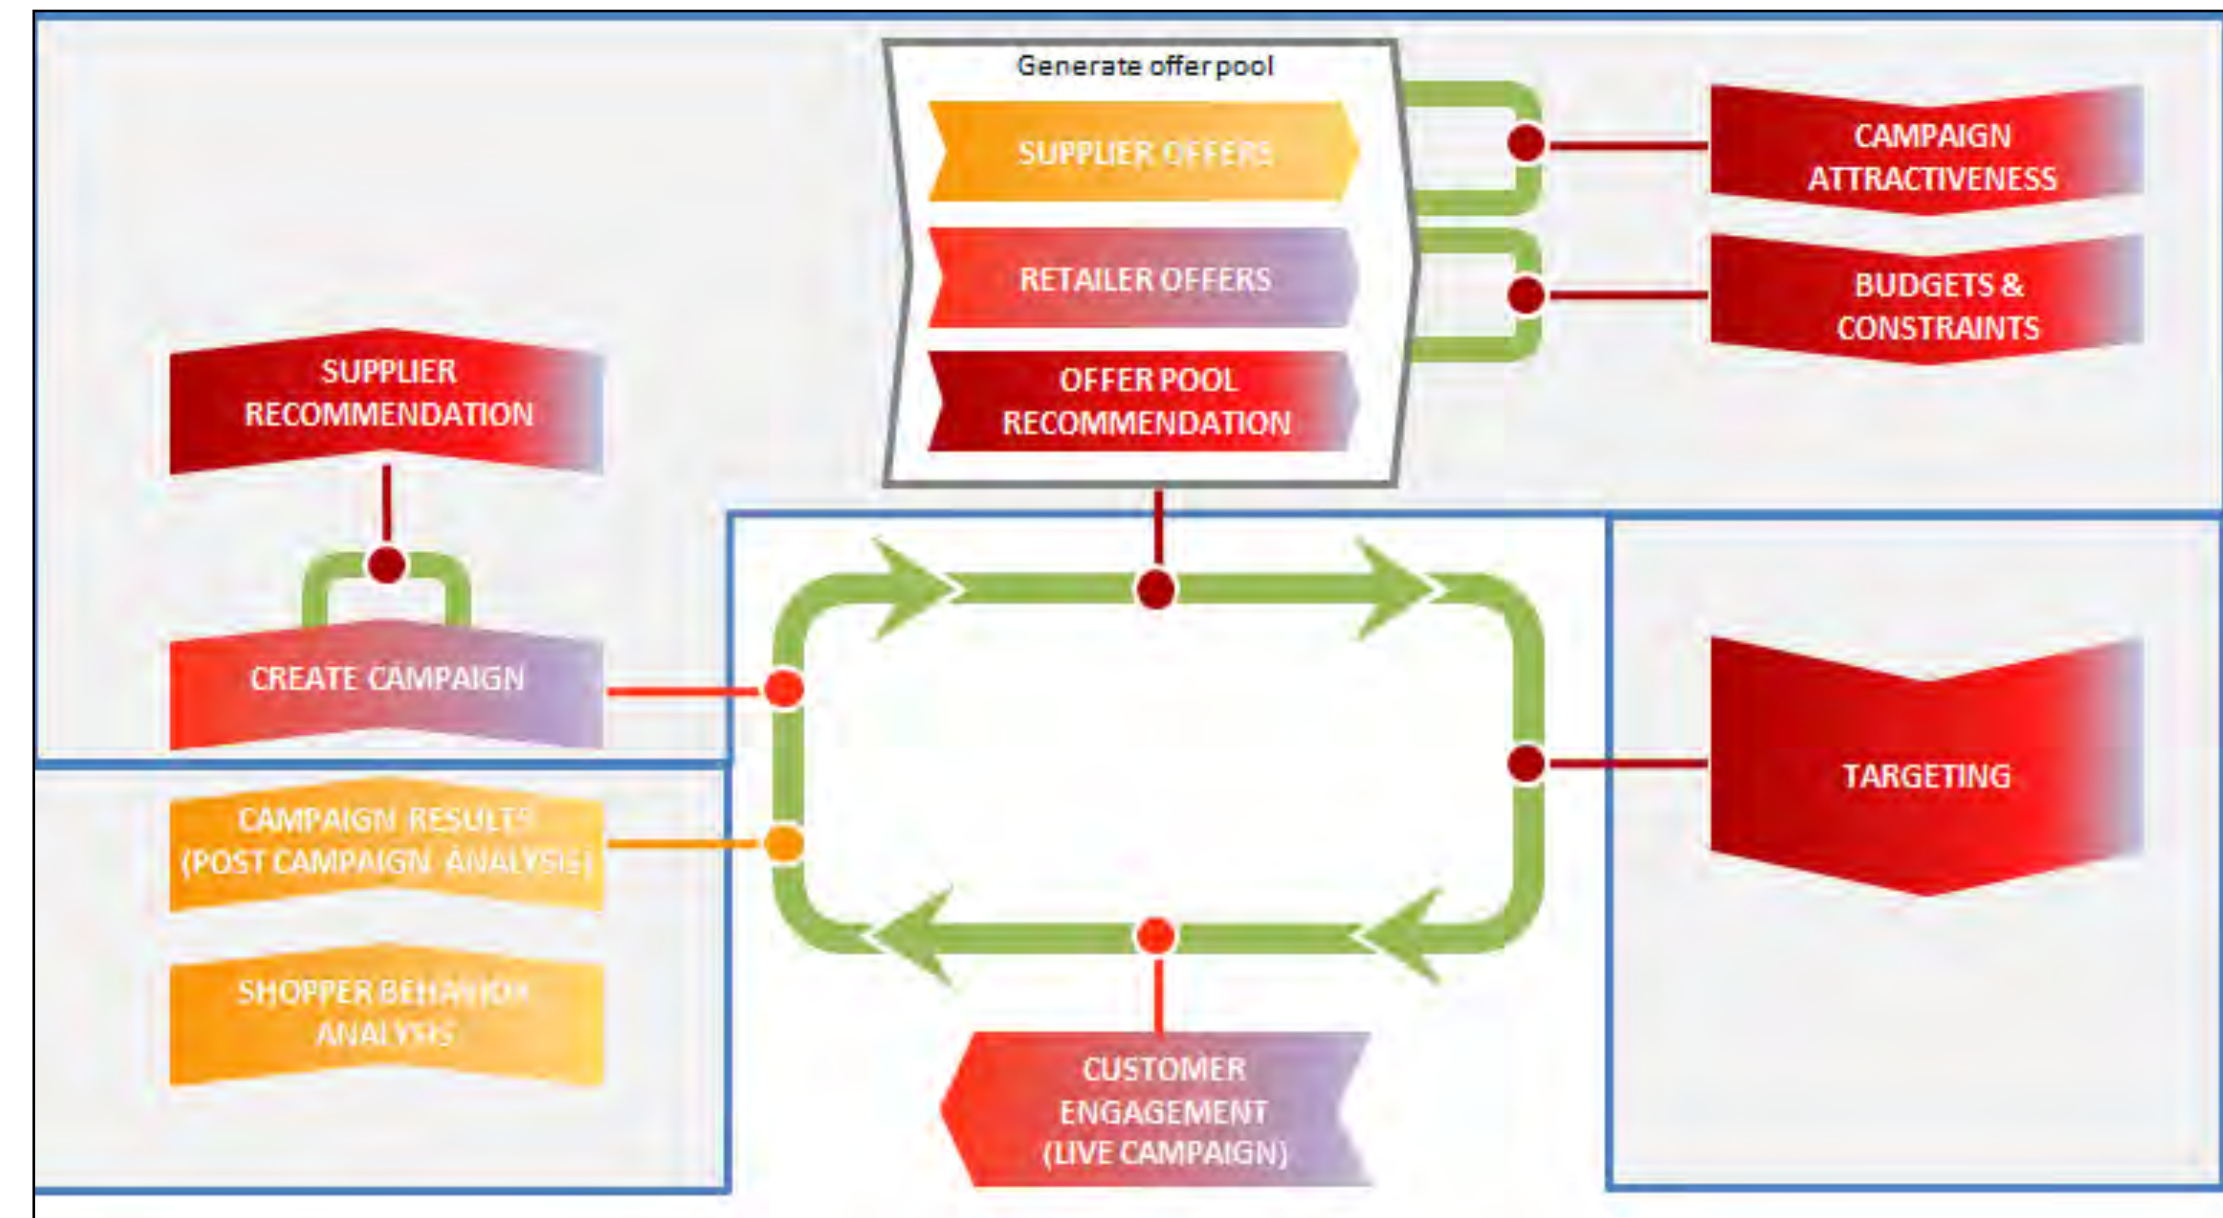 Generate offer pool
SUPPLIER OFFERS
RETAILER OFFERS
OFFER POOL
RECOMMENDATION
CAMPAIGN
ATTRACTIVENESS
BUDGETS &
CONSTRAINTS
SUPPLIER
RECOMMENDATION
CREATE CAMPAIGN
CAMPAIGN RESULTS
(POST CAMPAIGN ANALYSIS)
SHOPPER BEHAVIOR
ANALYSIS
TARGETING
CUSTOMER
ENGAGEMENT
(LIVE CAMPAIGN)